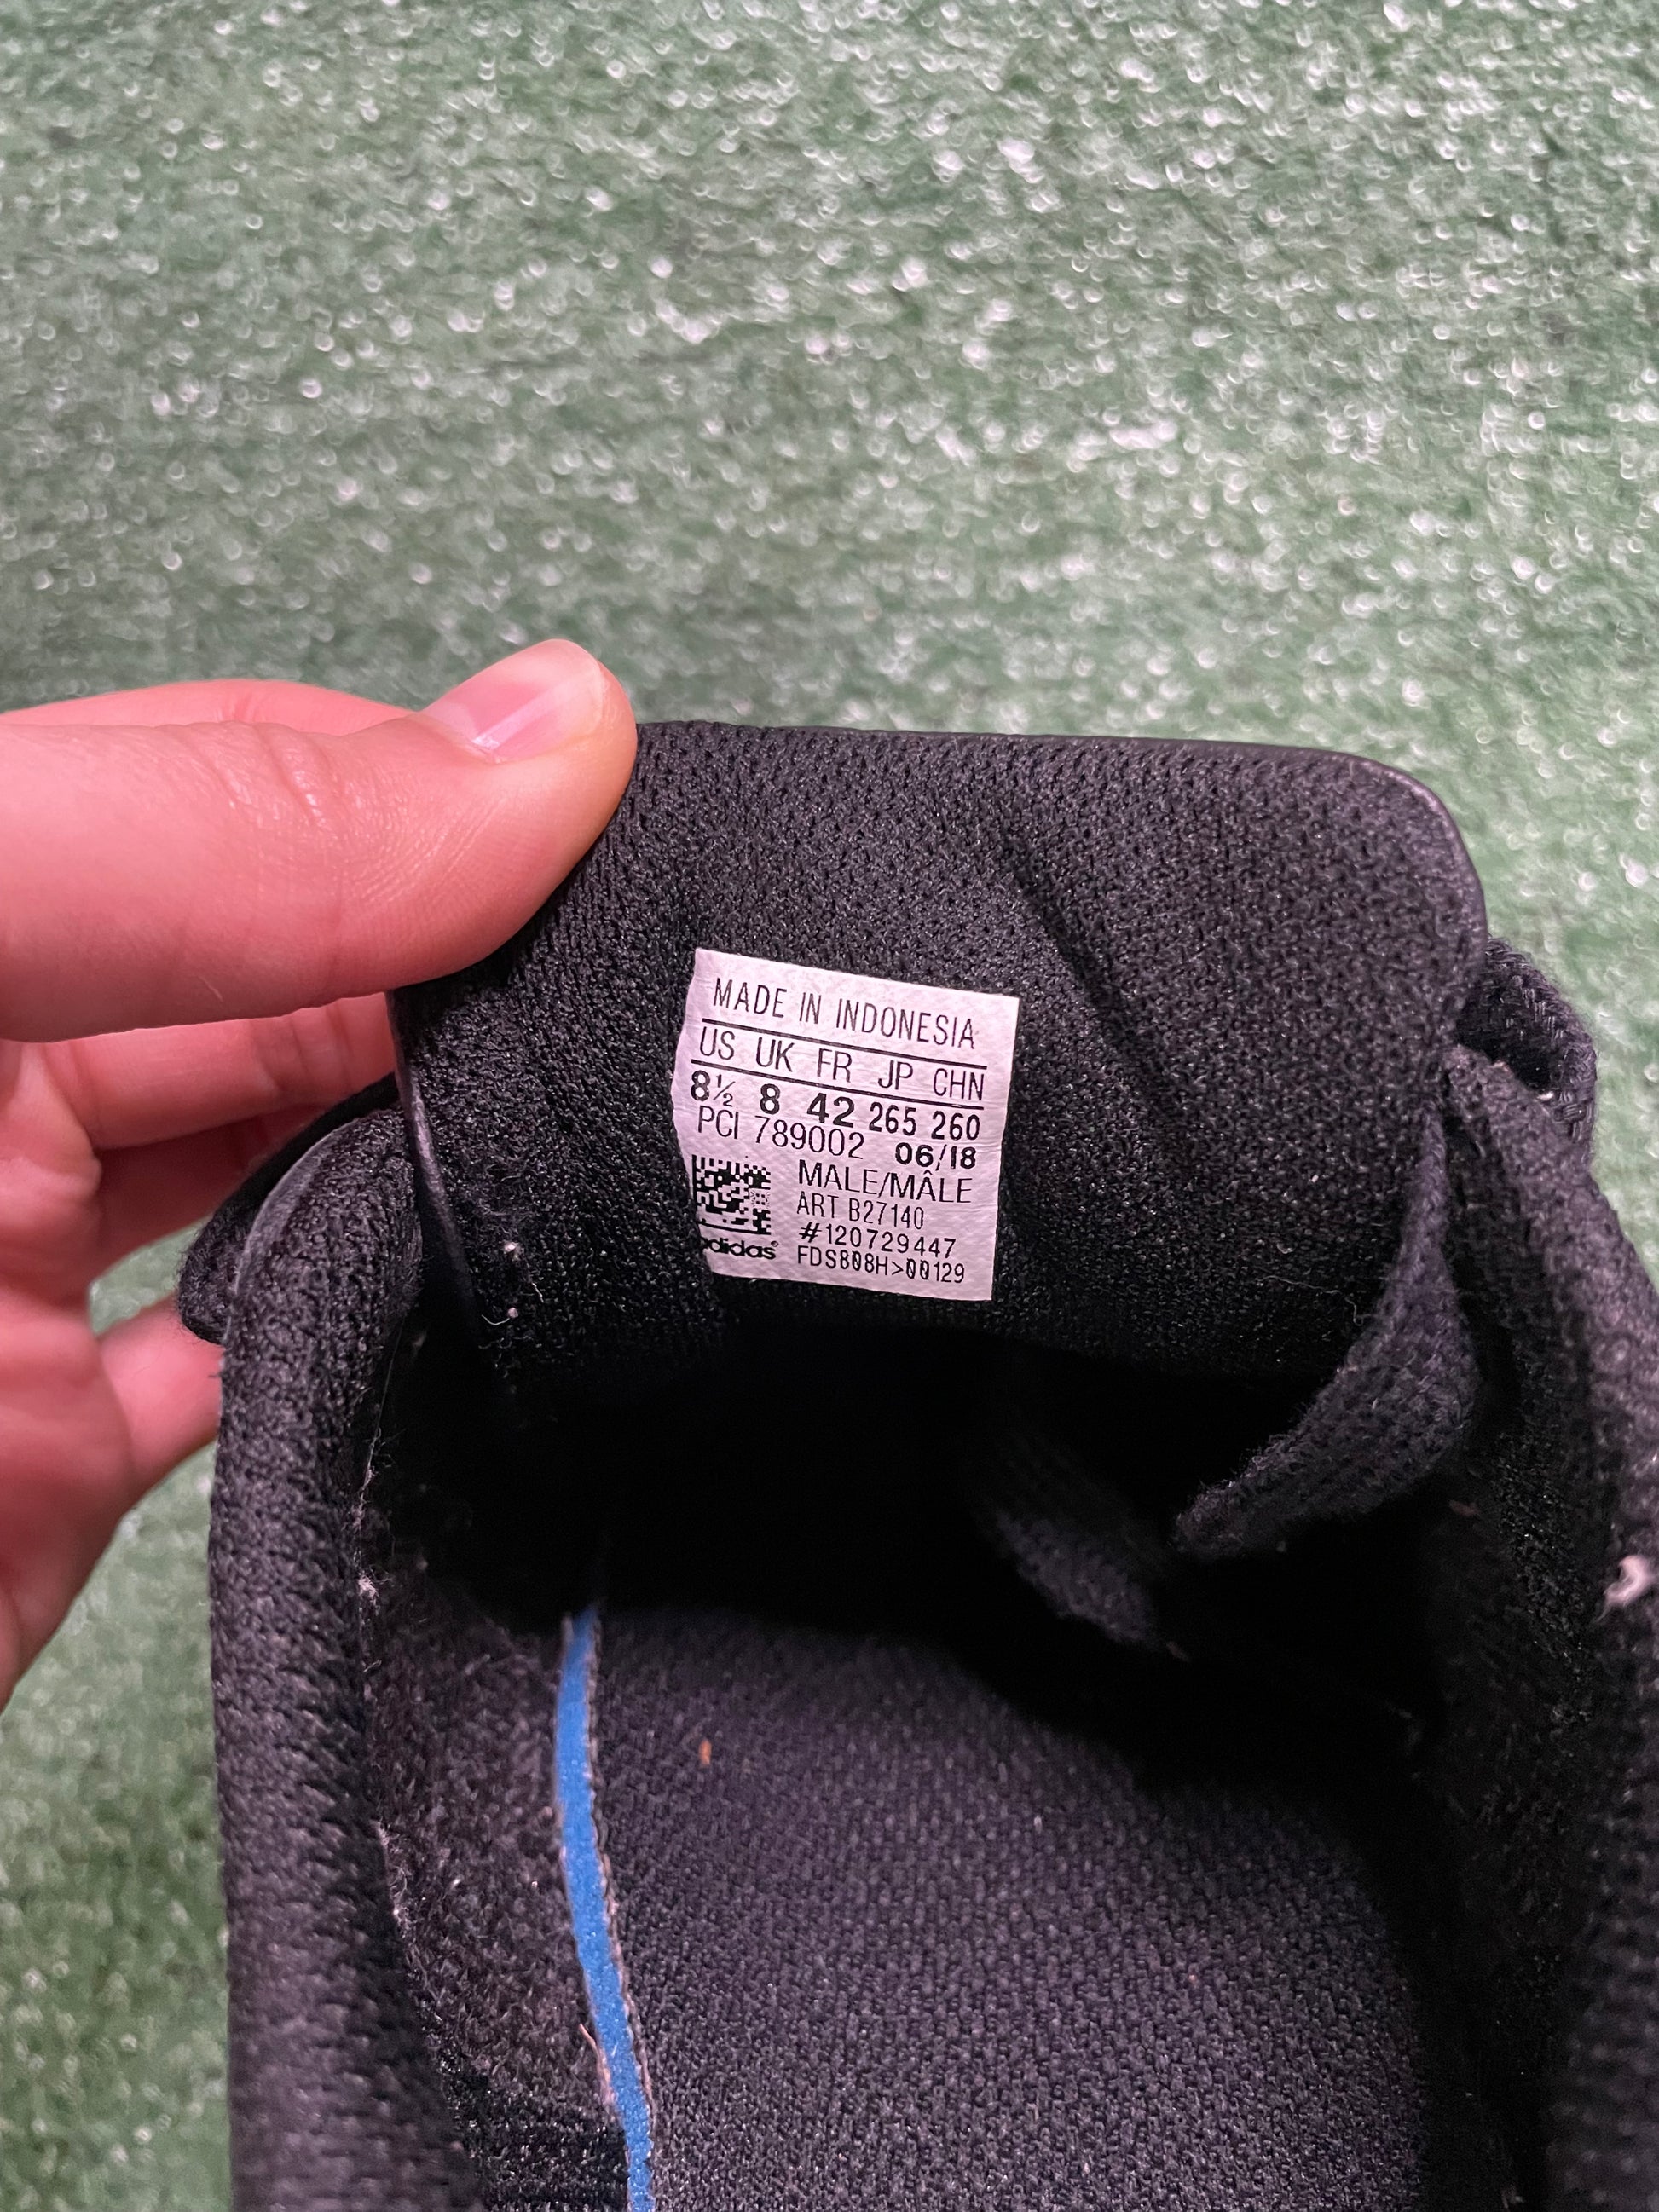 MADE IN INDONESIA
US UK FR JP CHN
8½ 8 42 265 260
PCI 789002 06/18
MALE/MÂLE
ART B27140
#120729447
adidas® FDS808H>00129